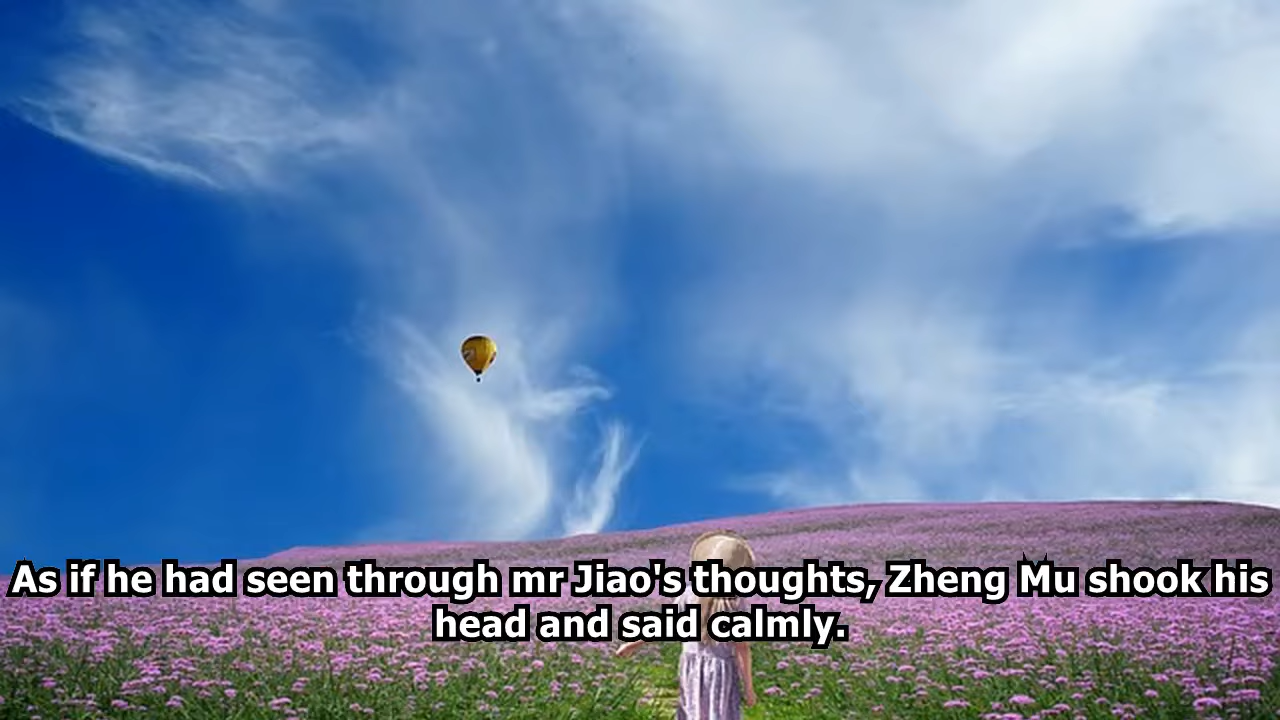 As if he had seen through mr Jiao's thoughts, Zheng Mu shook his
head and said calmly.